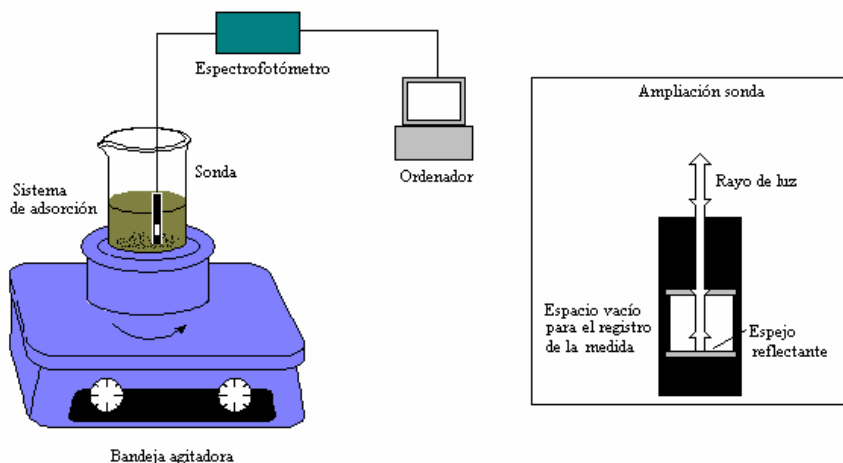 Espectrofotómetro
Sonda
Ordenador
Sistema
de adsorción
Bandeja agitadora
Ampliación sonda
Rayo de luz
Espacio vacío
para el registro
de la medida
Espejo
reflectante